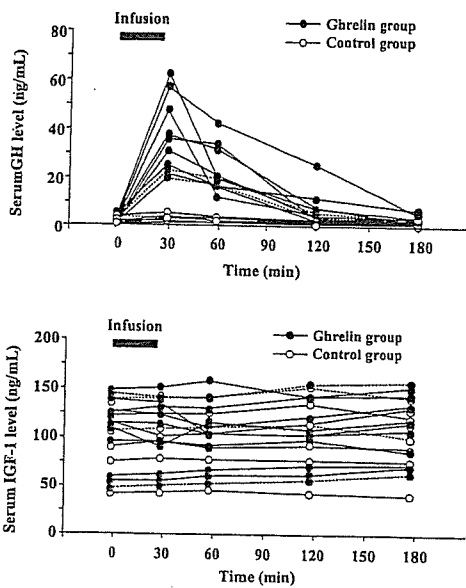 Infusion
Ghrelin group
Control group
80
60
40
20
0
SerumGH level (ng/mL)
0
30
60
90
120
150
180
Time (min)
Infusion
Ghrelin group
Control group
200
150
100
50
0
Serum IGF-1 level (ng/mL)
0
30
60
90
120
150
180
Time (min)